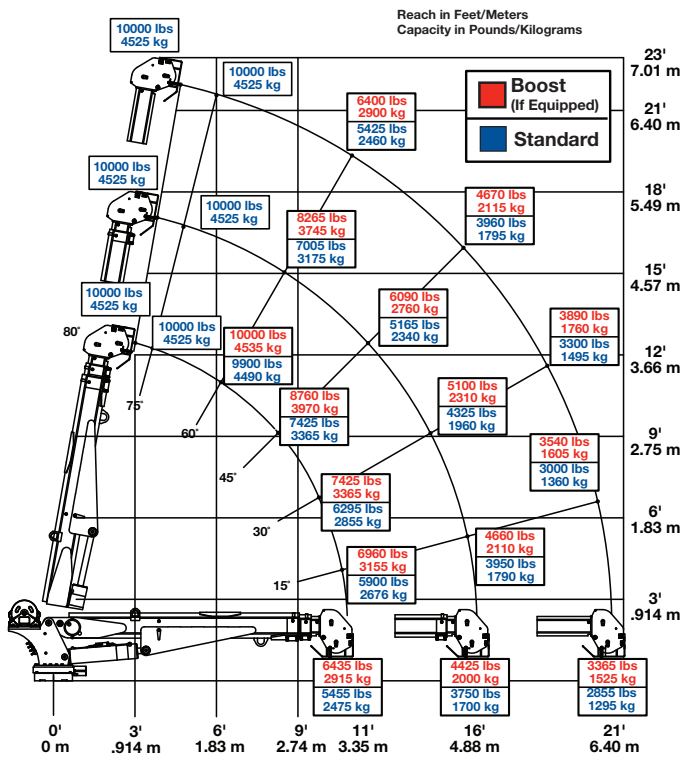 Reach in Feet/Meters
Capacity in Pounds/Kilograms
10000 lbs
4525 kg
10000 lbs
4525 kg
23'
7.01 m
Boost
(If Equipped)
Standard
6400 lbs
2900 kg
5425 lbs
2460 kg
21'
6.40 m
10000 lbs
4525 kg
10000 lbs
4525 kg
18'
5.49 m
4670 lbs
2115 kg
3960 lbs
1795 kg
8265 lbs
3745 kg
7005 lbs
3175 kg
15'
4.57 m
10000 lbs
4525 kg
6090 lbs
2760 kg
5165 lbs
2340 kg
3890 lbs
1760 kg
3300 lbs
1495 kg
80°
10000 lbs
4525 kg
10000 lbs
4535 kg
9900 lbs
4490 kg
12'
3.66 m
75°
60°
8760 lbs
3970 kg
7425 lbs
3365 kg
5100 lbs
2310 kg
4325 lbs
1960 kg
9'
2.75 m
45°
3540 lbs
1605 kg
3000 lbs
1360 kg
7425 lbs
3365 kg
6295 lbs
2855 kg
6'
1.83 m
30°
4660 lbs
2110 kg
3950 lbs
1790 kg
6960 lbs
3155 kg
5900 lbs
2676 kg
15°
3'
.914 m
6435 lbs
2915 kg
5455 lbs
2475 kg
4425 lbs
2000 kg
3750 lbs
1700 kg
3365 lbs
1525 kg
2855 lbs
1295 kg
0'
0 m
3'
.914 m
6'
1.83 m
9'
2.74 m
11'
3.35 m
16'
4.88 m
21'
6.40 m